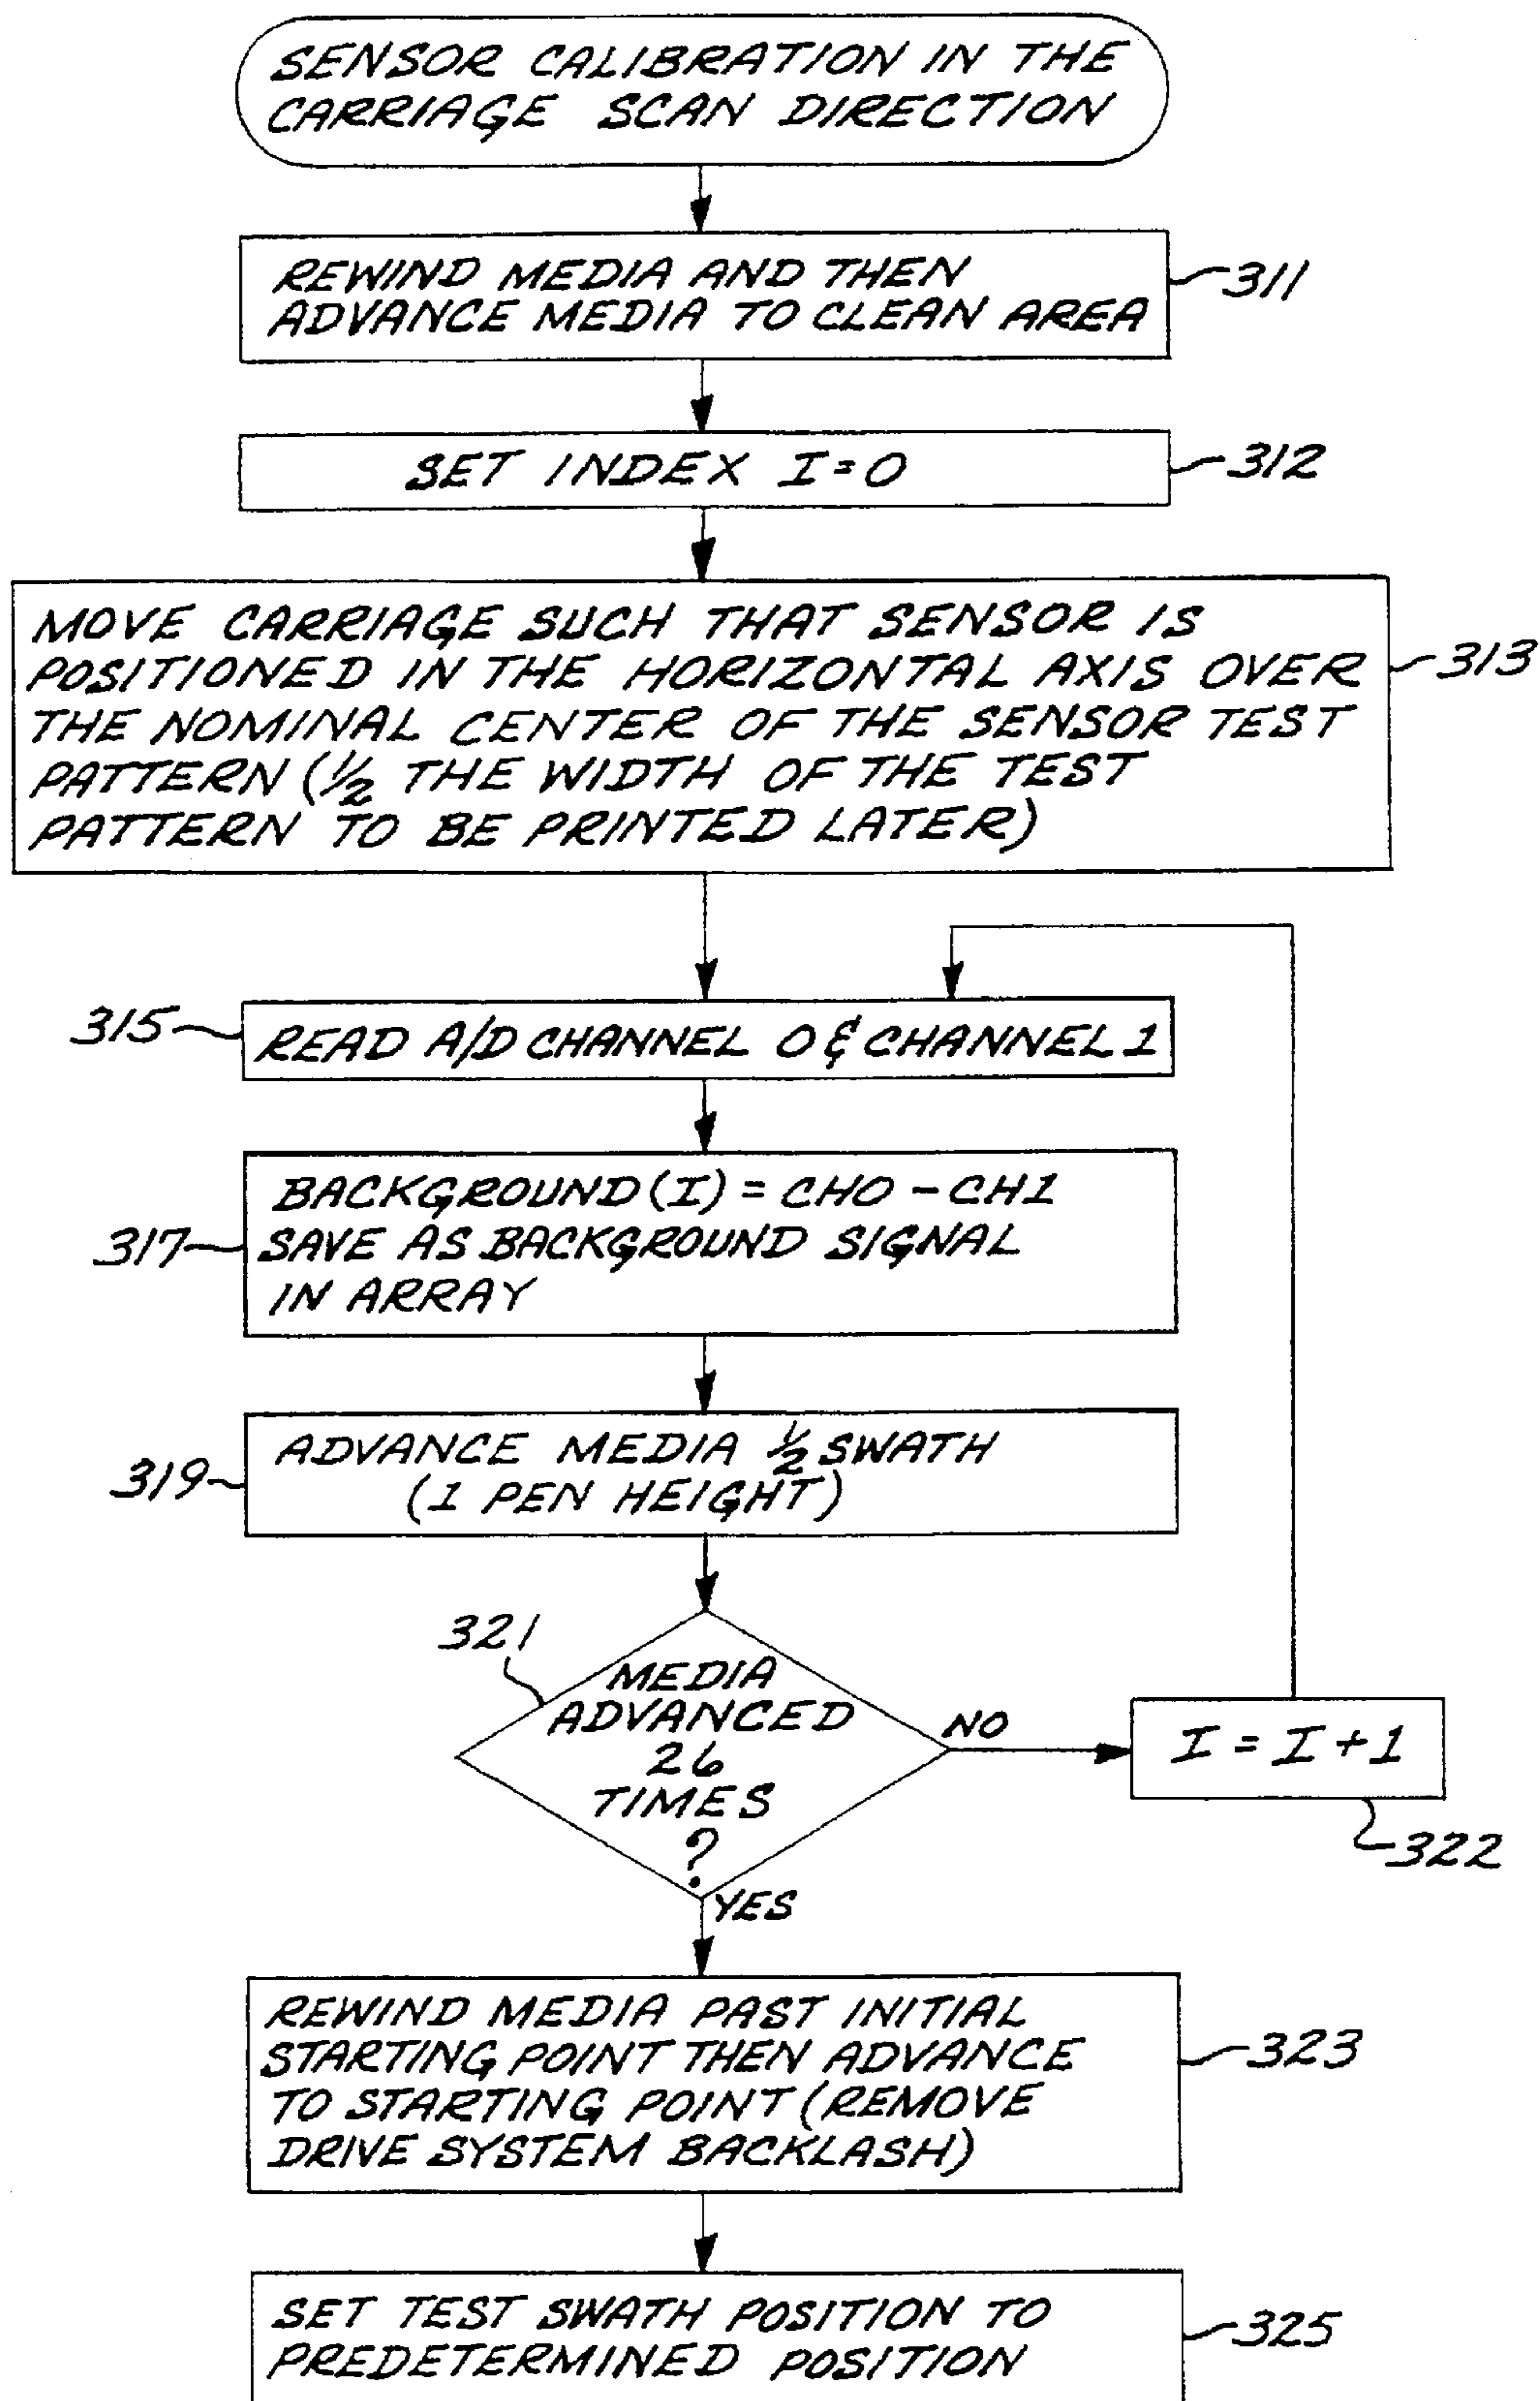 SENSOR CALIBRATION IN THE
CARRIAGE SCAN DIRECTION
REWIND MEDIA AND THEN
ADVANCE MEDIA TO CLEAN AREA
311
SET INDEX I=0
312
MOVE CARRIAGE SUCH THAT SENSOR IS
POSITIONED IN THE HORIZONTAL AXIS OVER
THE NOMINAL CENTER OF THE SENSOR TEST
PATTERN (1/2 THE WIDTH OF THE TEST
PATTERN TO BE PRINTED LATER)
313
315
READ A/D CHANNEL 0 & CHANNEL 1
317
BACKGROUND(I) = CH0 - CH1
SAVE AS BACKGROUND SIGNAL
IN ARRAY
319
ADVANCE MEDIA 1/2 SWATH
(1 PEN HEIGHT)
321
MEDIA
ADVANCED
26
TIMES
?
NO
I = I + 1
322
YES
REWIND MEDIA PAST INITIAL
STARTING POINT THEN ADVANCE
TO STARTING POINT (REMOVE
DRIVE SYSTEM BACKLASH)
323
SET TEST SWATH POSITION TO
PREDETERMINED POSITION
325